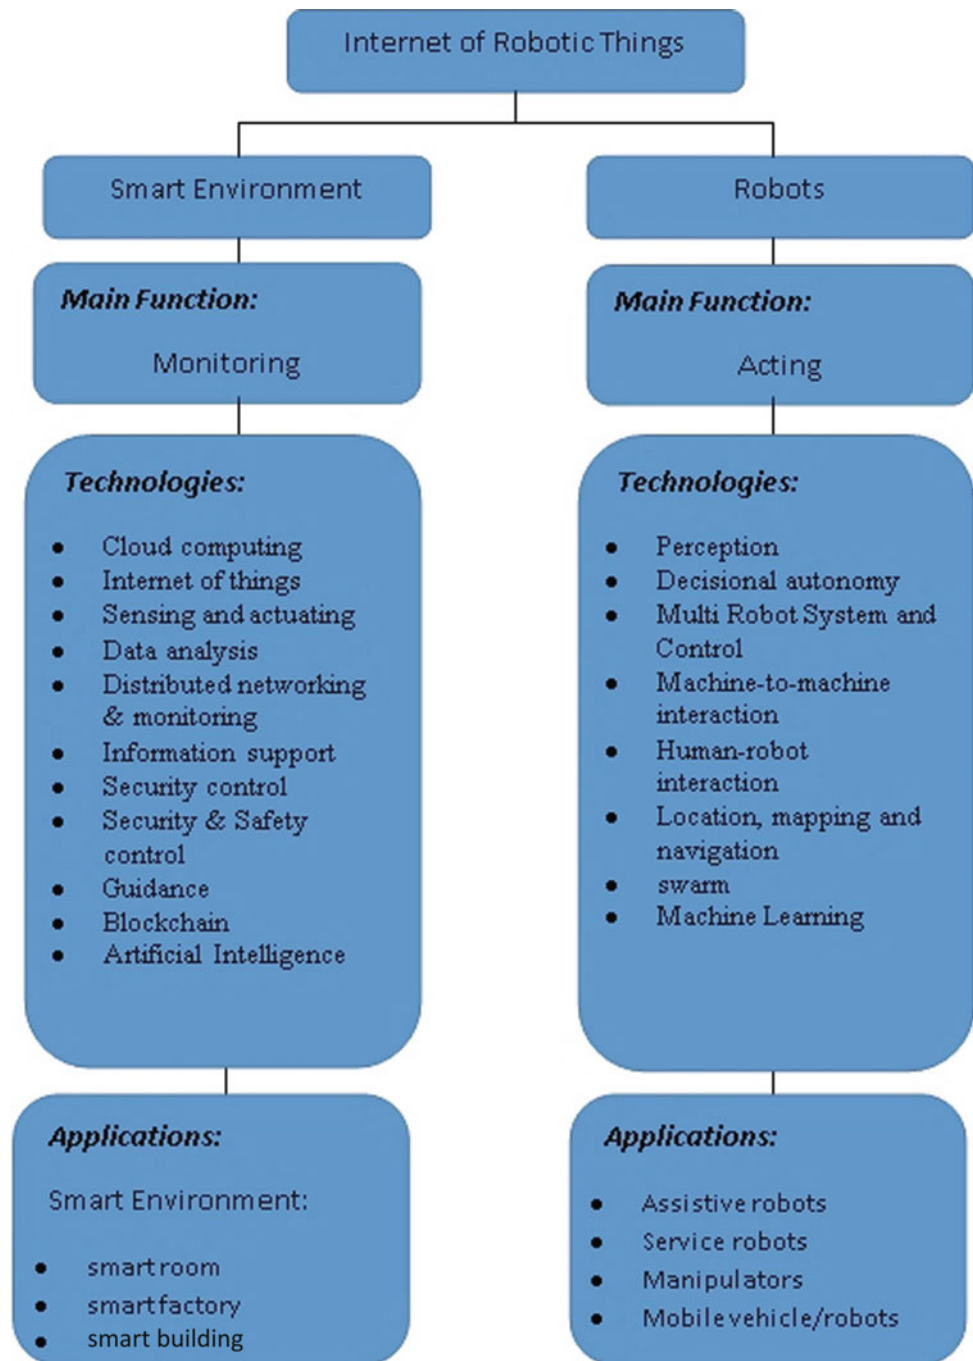 Internet of Robotic Things
Smart Environment
Main Function:
Monitoring
Technologies:
● Cloud computing
● Internet of things
● Sensing and actuating
● Data analysis
● Distributed networking
& monitoring
● Information support
● Security control
● Security & Safety
control
● Guidance
● Blockchain
● Artificial Intelligence
Applications:
Smart Environment:
● smart room
● smart factory
● smart building
Robots
Main Function:
Acting
Technologies:
● Perception
● Decisional autonomy
● Multi Robot System and
Control
● Machine-to-machine
interaction
● Human-robot
interaction
● Location, mapping and
navigation
● swarm
● Machine Learning
Applications:
● Assistive robots
● Service robots
● Manipulators
● Mobile vehicle/robots